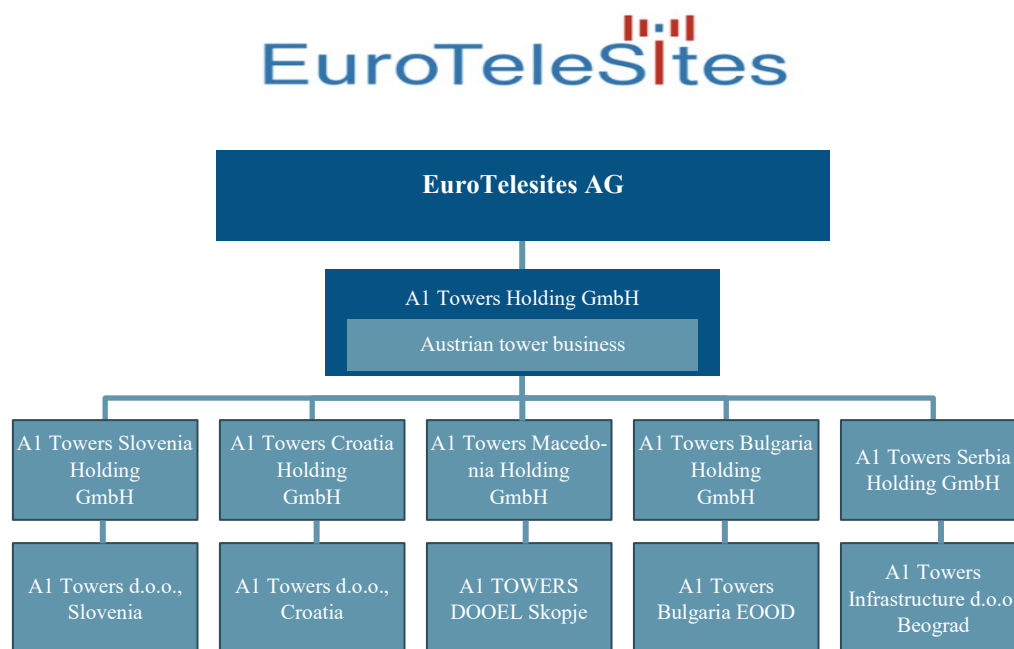 EuroTeleSites
EuroTelesites AG
A1 Towers Holding GmbH
Austrian tower business
A1 Towers Slovenia
Holding
GmbH
A1 Towers Croatia
Holding
GmbH
A1 Towers Macedo-
nia Holding
GmbH
A1 Towers Bulgaria
Holding
GmbH
A1 Towers Serbia
Holding GmbH
A1 Towers d.o.o.,
Slovenia
A1 Towers d.o.o.,
Croatia
A1 TOWERS
DOOEL Skopje
A1 Towers
Bulgaria EOOD
A1 Towers
Infrastructure d.o.o
Beograd